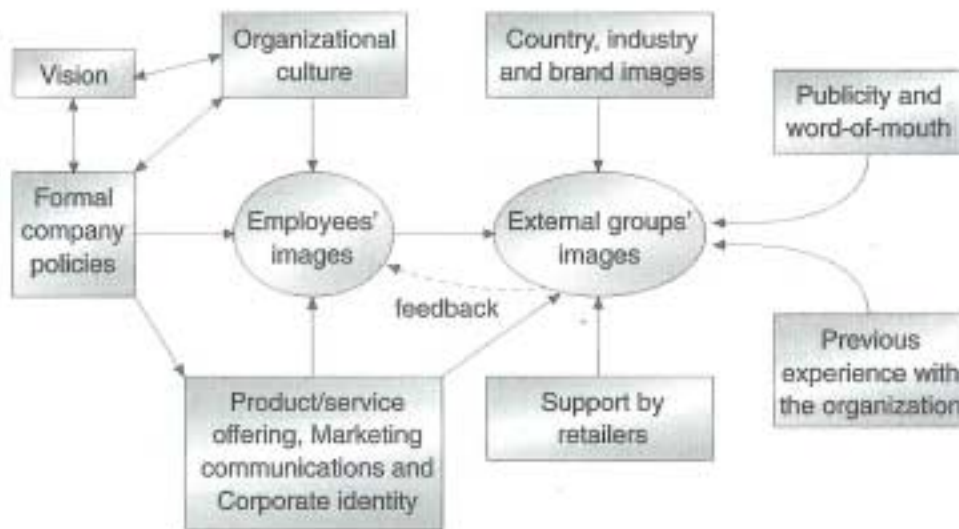 Vision
Organizational
culture
Country, industry
and brand images
Publicity and
word-of-mouth
Formal
company
policies
Employees'
images
External groups'
images
feedback
Product/service
offering, Marketing
communications and
Corporate identity
Support by
retailers
Previous
experience with
the organization